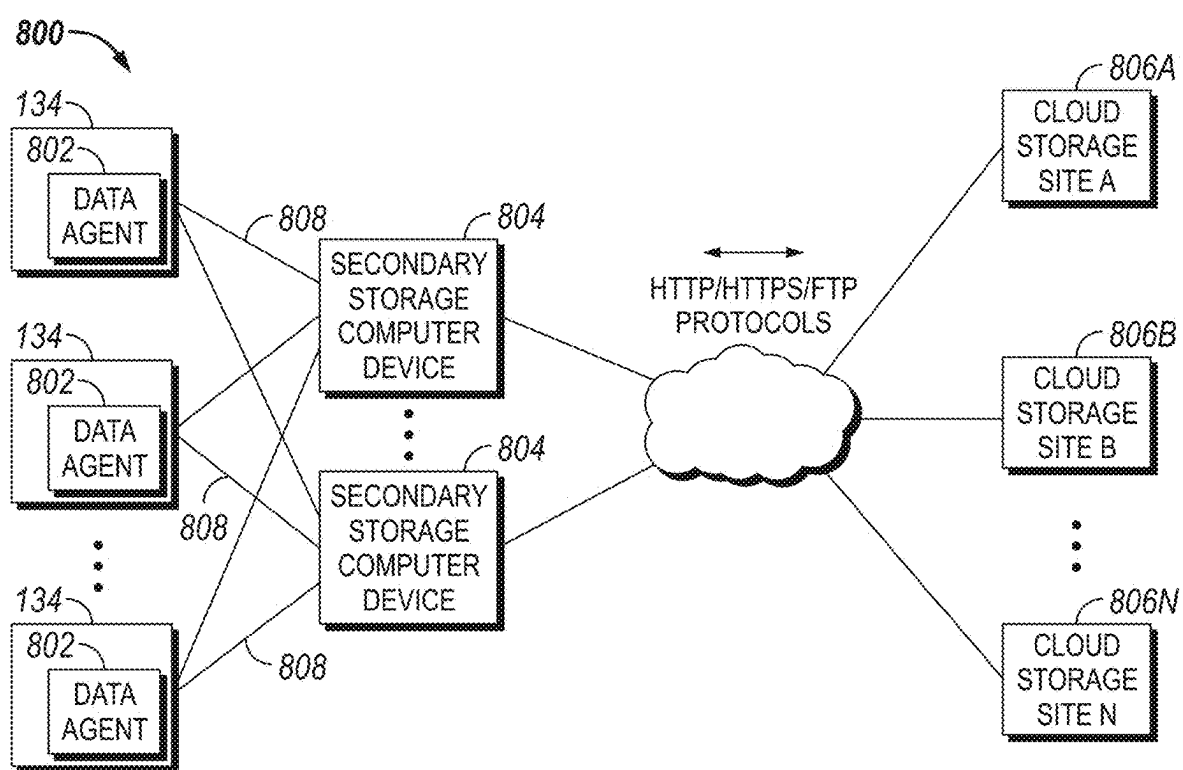 800
134
802
DATA
AGENT
808
804
SECONDARY
STORAGE
COMPUTER
DEVICE
134
802
DATA
AGENT
808
804
SECONDARY
STORAGE
COMPUTER
DEVICE
134
802
DATA
AGENT
808
HTTP/HTTPS/FTP
PROTOCOLS
806A
CLOUD
STORAGE
SITE A
806B
CLOUD
STORAGE
SITE B
806N
CLOUD
STORAGE
SITE N